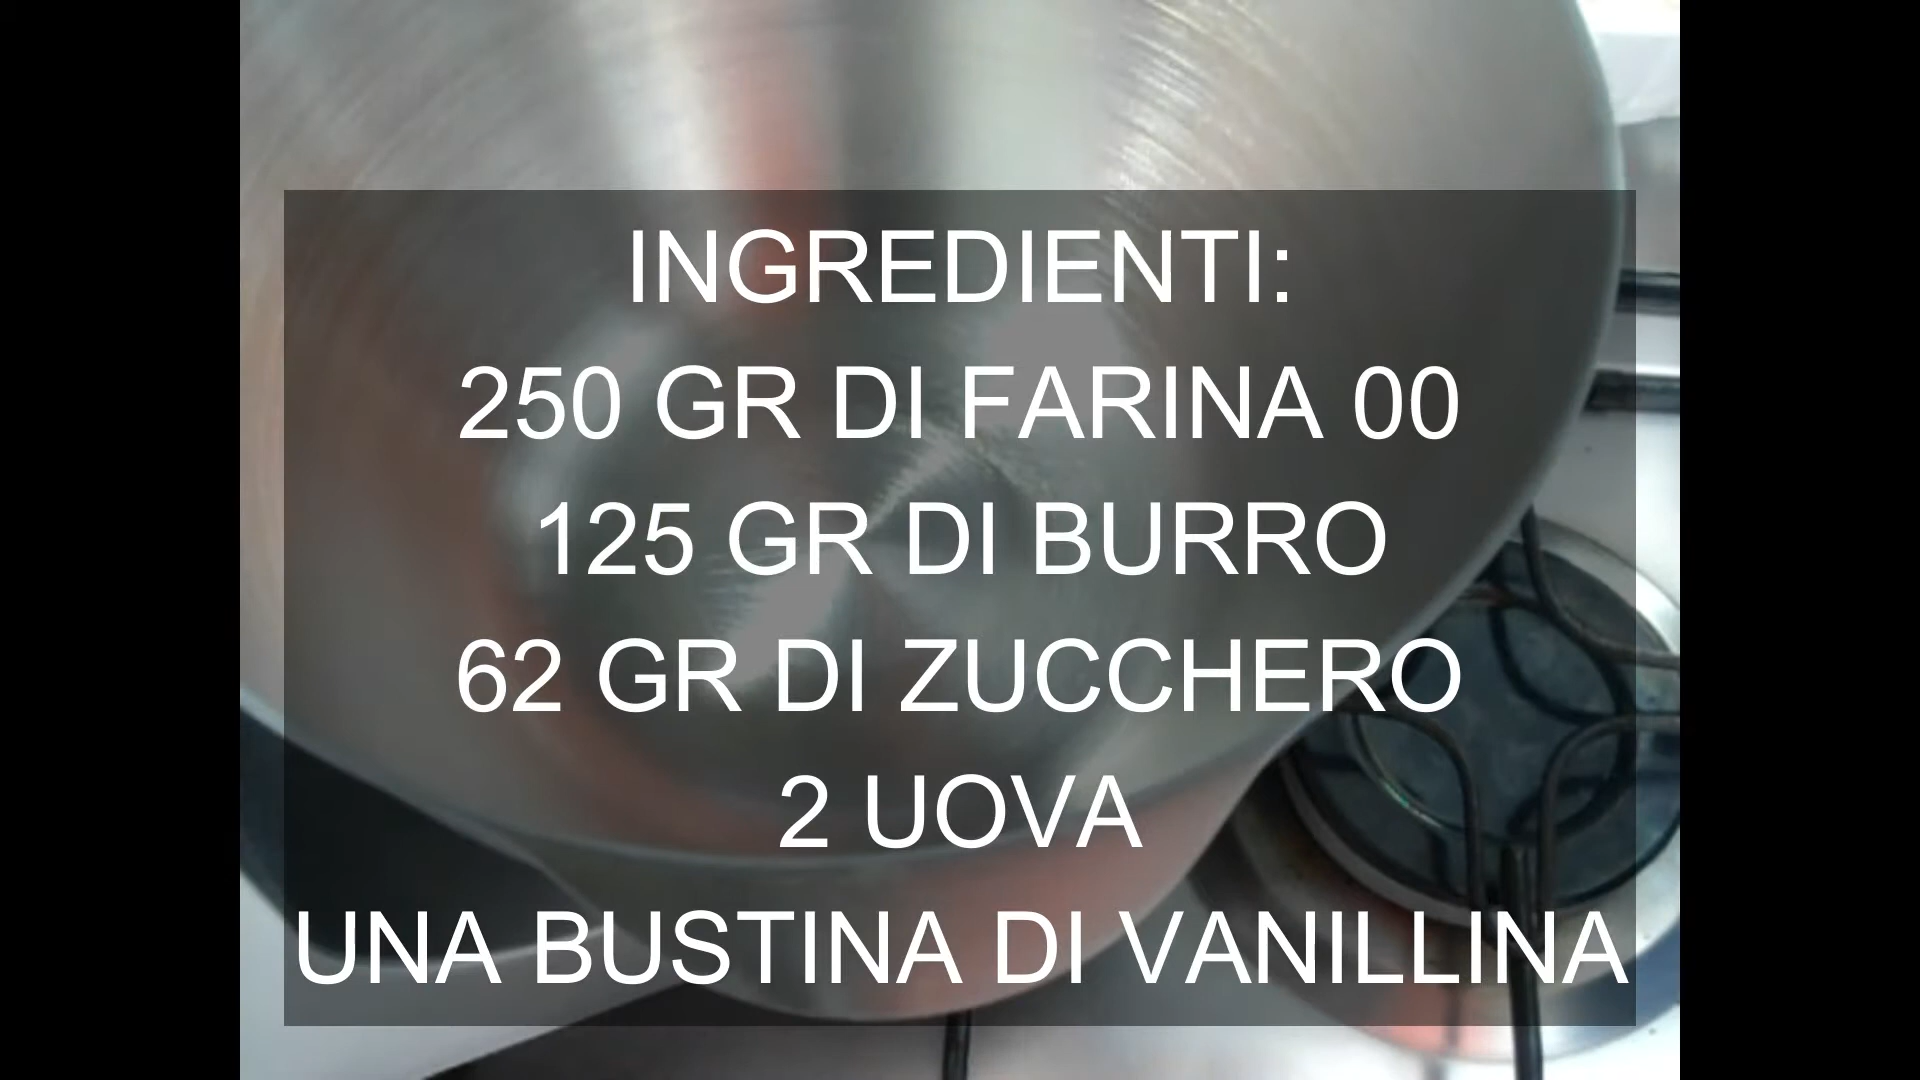 INGREDIENTI:
250 GR DI FARINA 00
125 GR DI BURRO
62 GR DI ZUCCHERO
2 UOVA
UNA BUSTINA DI VANILLINA